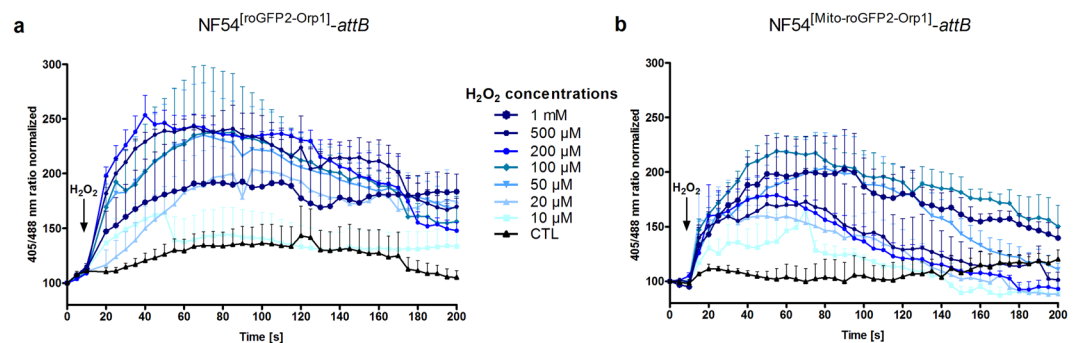 a
NF54[roGFP2-Orp1]-attB
405/488 nm ratio normalized
300
250
200
150
100
H2O2
0 20 40 60 80 100 120 140 160 180 200
Time [s]
H2O2 concentrations
1 mM
500 µM
200 µM
100 µM
50 µM
20 µM
10 µM
CTL
b
NF54[Mito-roGFP2-Orp1]-attB
405/488 nm ratio normalized
300
250
200
150
100
H2O2
0 20 40 60 80 100 120 140 160 180 200
Time [s]